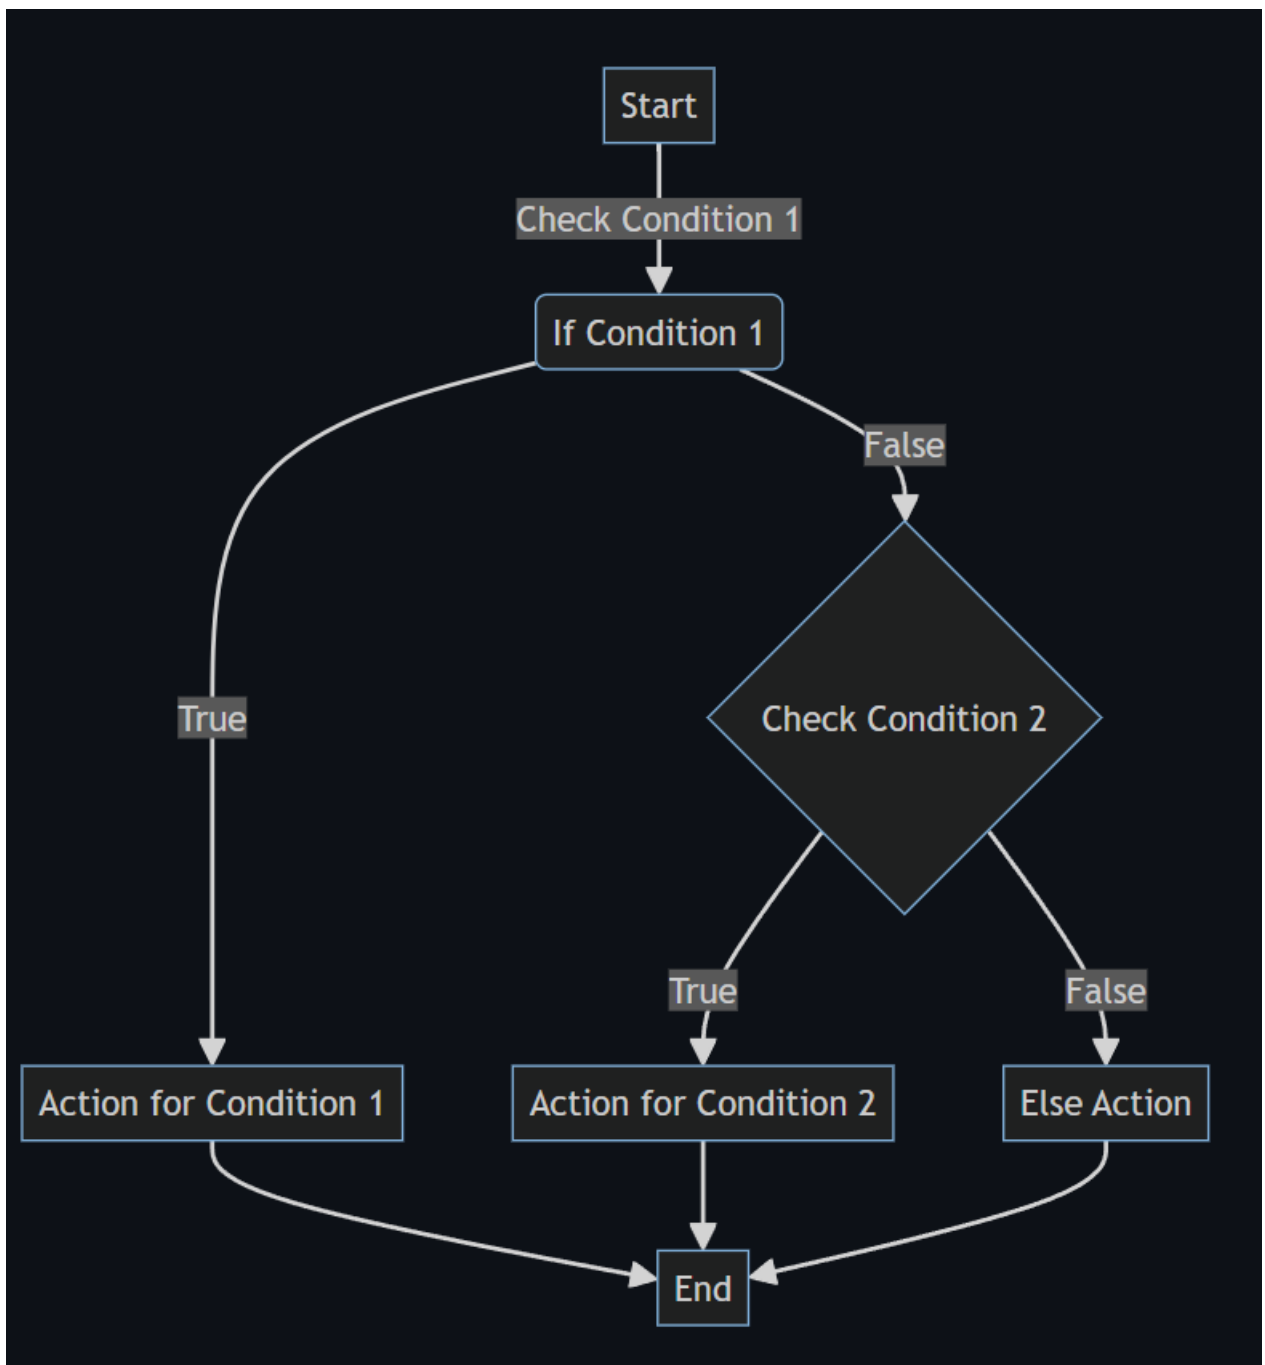 Start
Check Condition 1
If Condition 1
False
True
Check Condition 2
True
False
Action for Condition 1
Action for Condition 2
Else Action
End